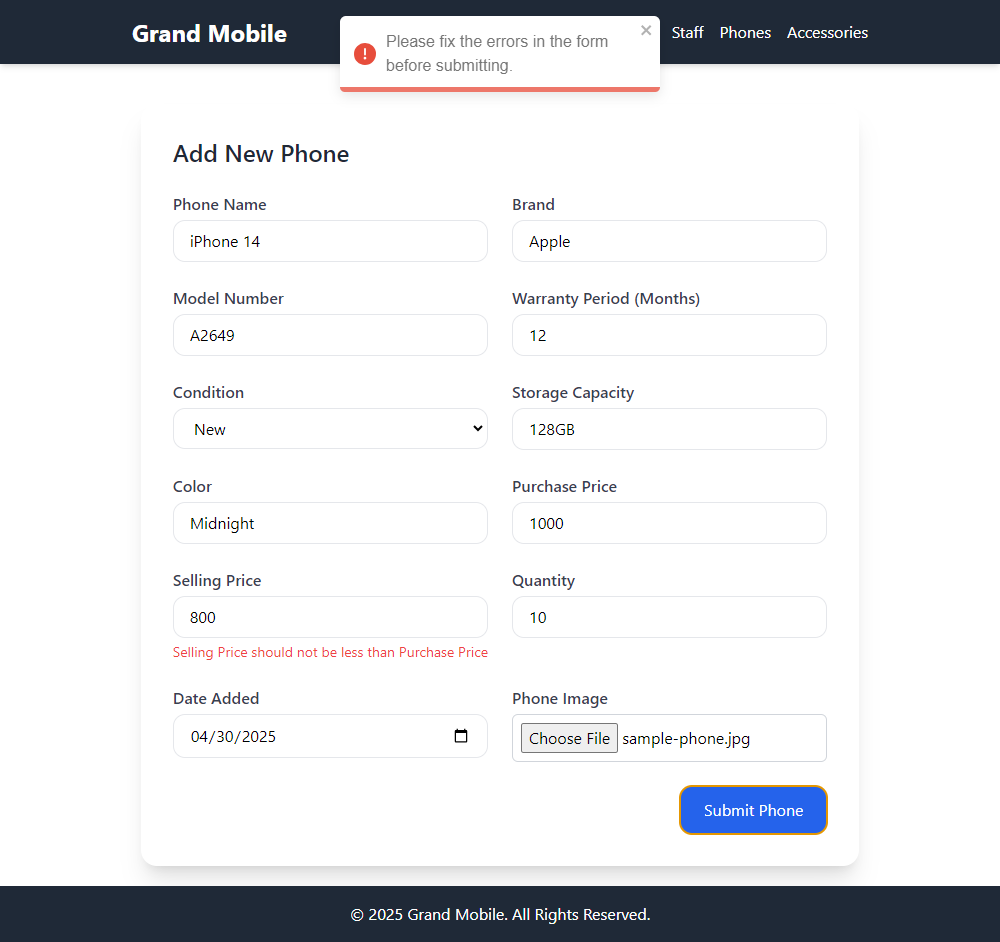 Grand Mobile
Please fix the errors in the form
before submitting.
Staff Phones Accessories
Add New Phone
Phone Name
iPhone 14
Brand
Apple
Model Number
A2649
Warranty Period (Months)
12
Condition
New
Storage Capacity
128GB
Color
Midnight
Purchase Price
1000
Selling Price
800
Selling Price should not be less than Purchase Price
Quantity
10
Date Added
04/30/2025
Phone Image
Choose File sample-phone.jpg
Submit Phone
© 2025 Grand Mobile. All Rights Reserved.